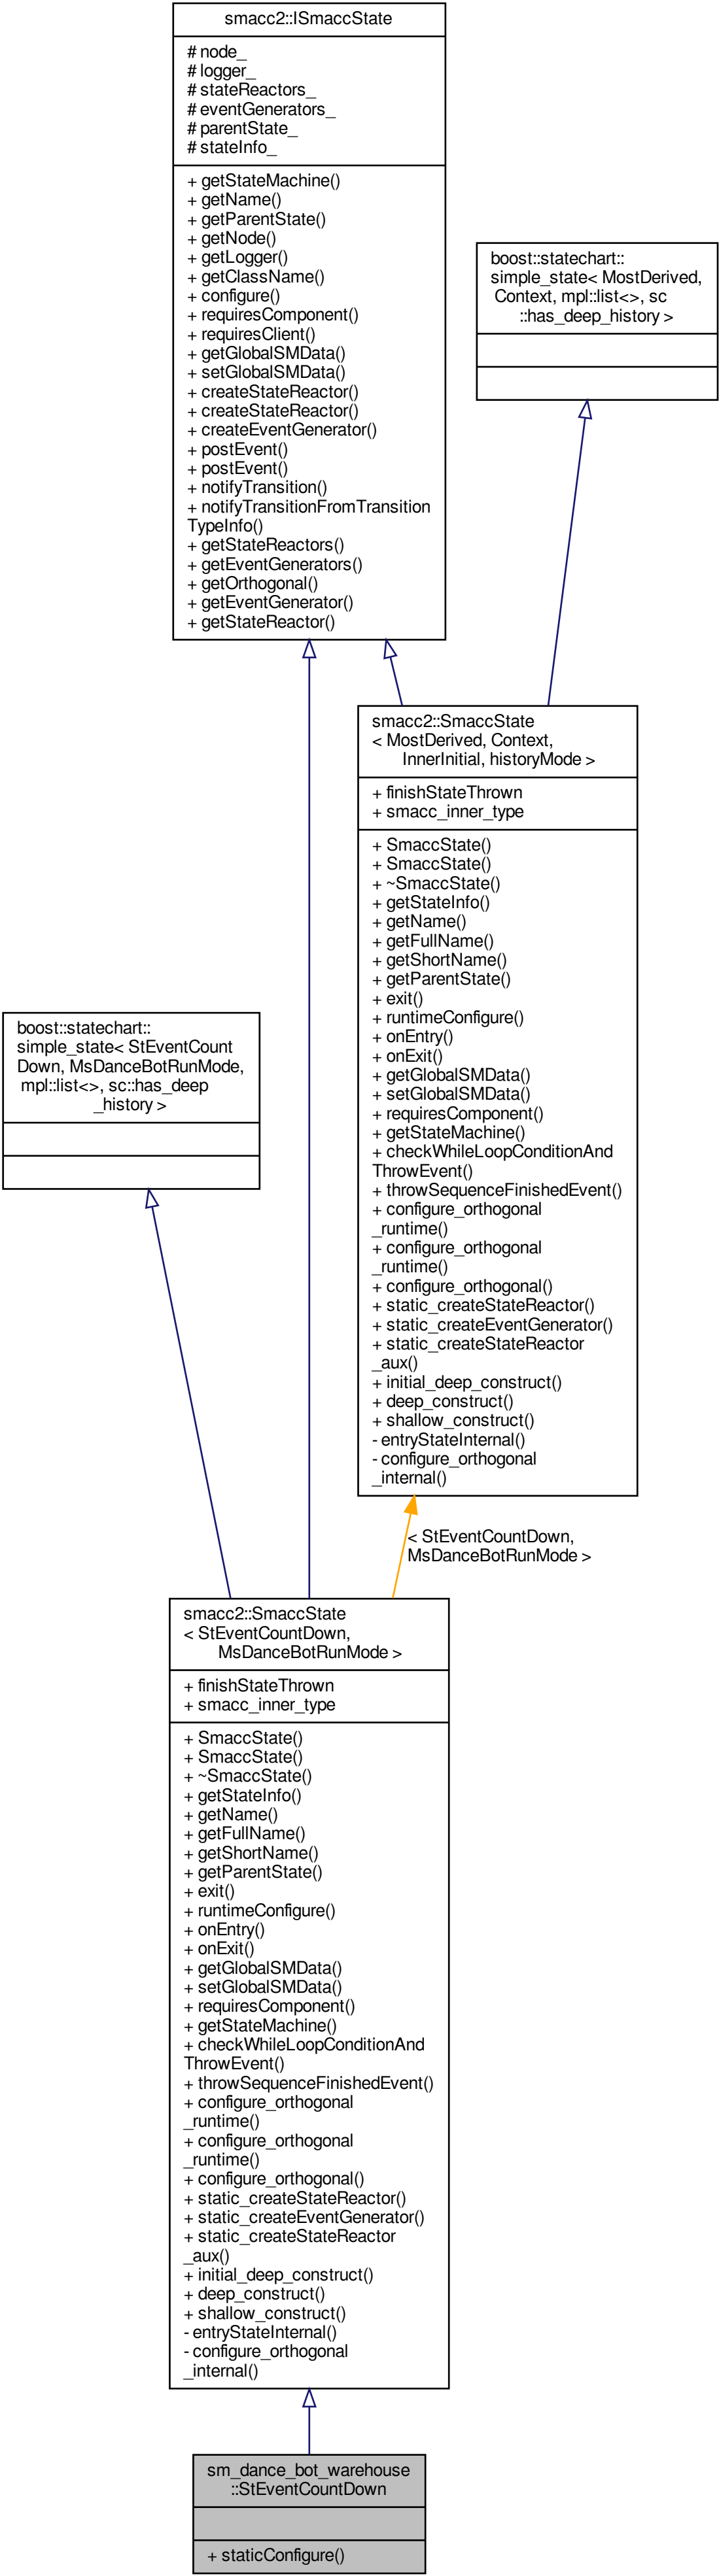 smacc2::ISmaccState
# node_
# logger_
# stateReactors_
# eventGenerators_
# parentState_
# stateInfo_
+ getStateMachine()
+ getName()
+ getParentState()
+ getNode()
+ getLogger()
+ getClassName()
+ configure()
+ requiresComponent()
+ requiresClient()
+ getGlobalSMData()
+ setGlobalSMData()
+ createStateReactor()
+ createStateReactor()
+ createEventGenerator()
+ postEvent()
+ postEvent()
+ notifyTransition()
+ notifyTransitionFromTransition
TypeInfo()
+ getStateReactors()
+ getEventGenerators()
+ getOrthogonal()
+ getEventGenerator()
+ getStateReactor()
boost::statechart::
simple_state< MostDerived,
Context, mpl::list<>, sc
::has_deep_history >
smacc2::SmaccState
< MostDerived, Context,
InnerInitial, historyMode >
+ finishStateThrown
+ smacc_inner_type
+ SmaccState()
+ SmaccState()
+ ~SmaccState()
+ getStateInfo()
+ getName()
+ getFullName()
+ getShortName()
+ getParentState()
+ exit()
+ runtimeConfigure()
+ onEntry()
+ onExit()
+ getGlobalSMData()
+ setGlobalSMData()
+ requiresComponent()
+ getStateMachine()
+ checkWhileLoopConditionAnd
ThrowEvent()
+ throwSequenceFinishedEvent()
+ configure_orthogonal
_runtime()
+ configure_orthogonal
_runtime()
+ configure_orthogonal()
+ static_createStateReactor()
+ static_createEventGenerator()
+ static_createStateReactor
_aux()
+ initial_deep_construct()
+ deep_construct()
+ shallow_construct()
- entryStateInternal()
- configure_orthogonal
_internal()
boost::statechart::
simple_state< StEventCount
Down, MsDanceBotRunMode,
mpl::list<>, sc::has_deep
_history >
< StEventCountDown,
MsDanceBotRunMode >
smacc2::SmaccState
< StEventCountDown,
MsDanceBotRunMode >
+ finishStateThrown
+ smacc_inner_type
+ SmaccState()
+ SmaccState()
+ ~SmaccState()
+ getStateInfo()
+ getName()
+ getFullName()
+ getShortName()
+ getParentState()
+ exit()
+ runtimeConfigure()
+ onEntry()
+ onExit()
+ getGlobalSMData()
+ setGlobalSMData()
+ requiresComponent()
+ getStateMachine()
+ checkWhileLoopConditionAnd
ThrowEvent()
+ throwSequenceFinishedEvent()
+ configure_orthogonal
_runtime()
+ configure_orthogonal
_runtime()
+ configure_orthogonal()
+ static_createStateReactor()
+ static_createEventGenerator()
+ static_createStateReactor
_aux()
+ initial_deep_construct()
+ deep_construct()
+ shallow_construct()
- entryStateInternal()
- configure_orthogonal
_internal()
sm_dance_bot_warehouse
::StEventCountDown
+ staticConfigure()